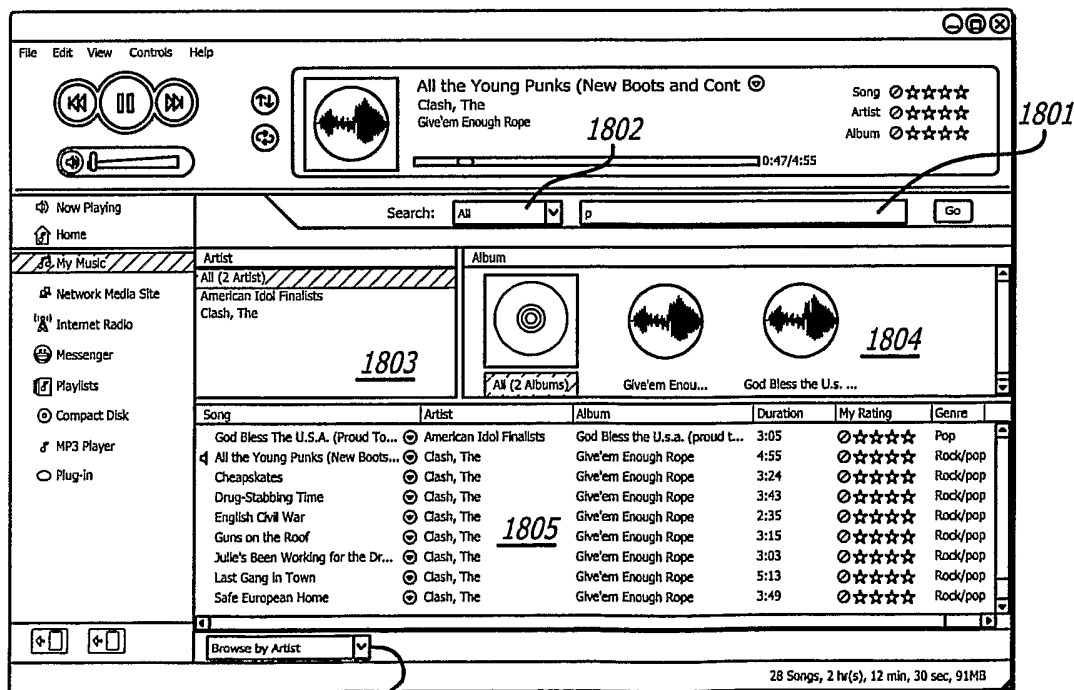 File Edit View Controls Help
All the Young Punks (New Boots and Cont
Clash, The
Give'em Enough Rope
0:47/4:55
Song
Artist
Album
1802
1801
Search: All p Go
Now Playing
Home
My Music
Network Media Site
Internet Radio
Messenger
Playlists
Compact Disk
MP3 Player
Plug-in
Artist
All (2 Artist)
American Idol Finalists
Clash, The
1803
Album
All (2 Albums)
Give'em Enou...
God Bless the U.s. ...
1804
Song Artist Album Duration My Rating Genre
God Bless The U.S.A. (Proud To... American Idol Finalists God Bless the U.s.a. (proud t... 3:05 Pop
All the Young Punks (New Boots... Clash, The Give'em Enough Rope 4:55 Rock/pop
Cheapskates Clash, The Give'em Enough Rope 3:24 Rock/pop
Drug-Stabbing Time Clash, The Give'em Enough Rope 3:43 Rock/pop
English Civil War Clash, The Give'em Enough Rope 2:35 Rock/pop
Guns on the Roof Clash, The Give'em Enough Rope 3:15 Rock/pop
Julie's Been Working for the Dr... Clash, The Give'em Enough Rope 3:03 Rock/pop
Last Gang in Town Clash, The Give'em Enough Rope 5:13 Rock/pop
Safe European Home Clash, The Give'em Enough Rope 3:49 Rock/pop
1805
Browse by Artist
28 Songs, 2 hr(s), 12 min, 30 sec, 91MB